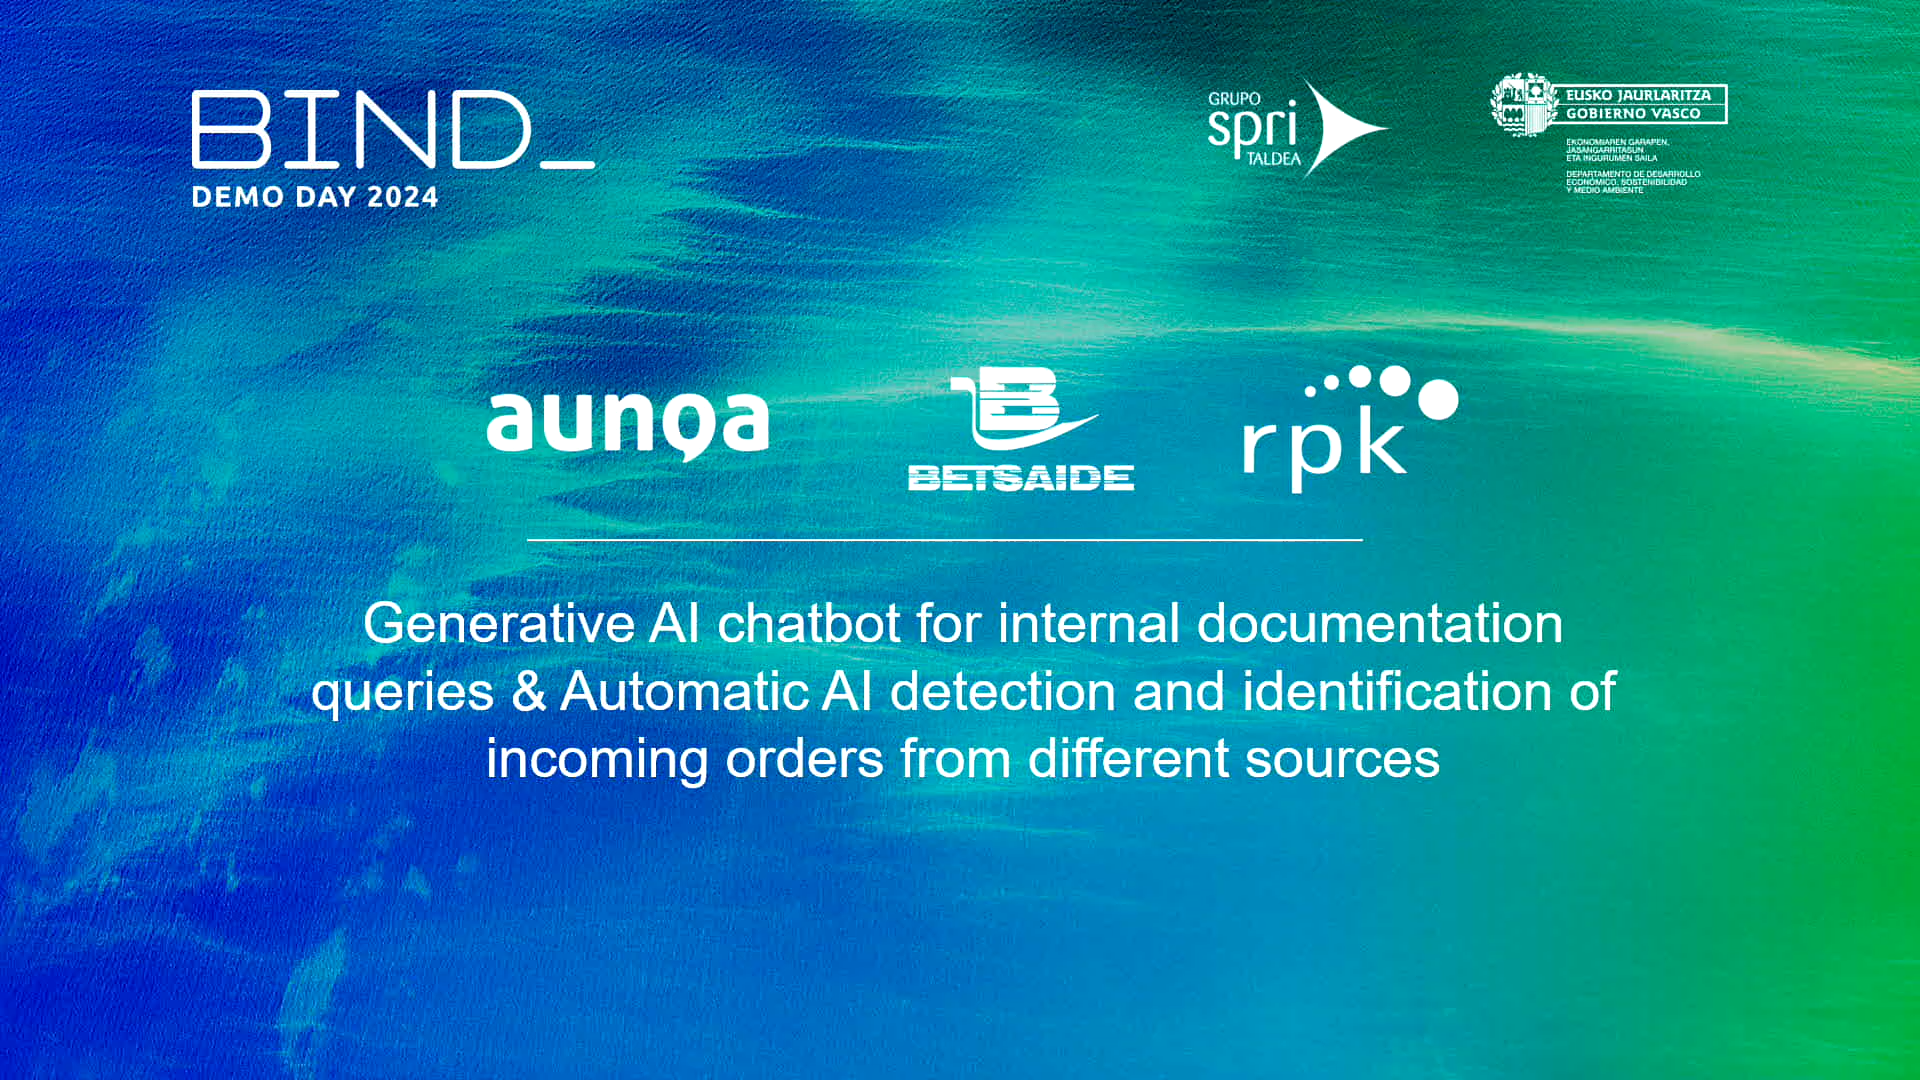 BIND_
DEMO DAY 2024
GRUPO
spri
TALDEA
EUSKO JAURLARITZA
GOBIERNO VASCO
EKONOMIAREN GARAPEN,
JASANGARRITASUN
ETA INGURUMEN SAILA
DEPARTAMENTO DE DESARROLLO
ECONÓMICO, SOSTENIBILIDAD
Y MEDIO AMBIENTE
aunoa
B
BETSAIDE
rpk
Generative AI chatbot for internal documentation
queries & Automatic AI detection and identification of
incoming orders from different sources